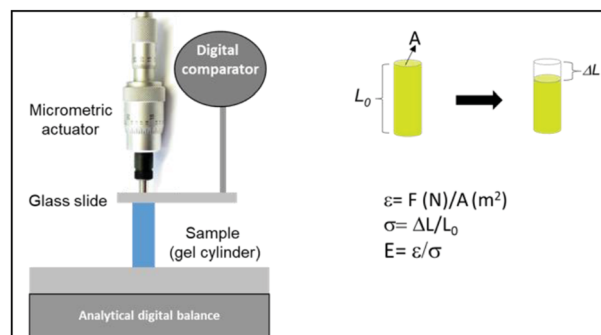 Digital
comparator
Micrometric
actuator
Glass slide
Sample
(gel cylinder)
Analytical digital balance
A
L₀
ΔL
ε= F (N)/A (m²)
σ= ΔL/L₀
E= ε/σ